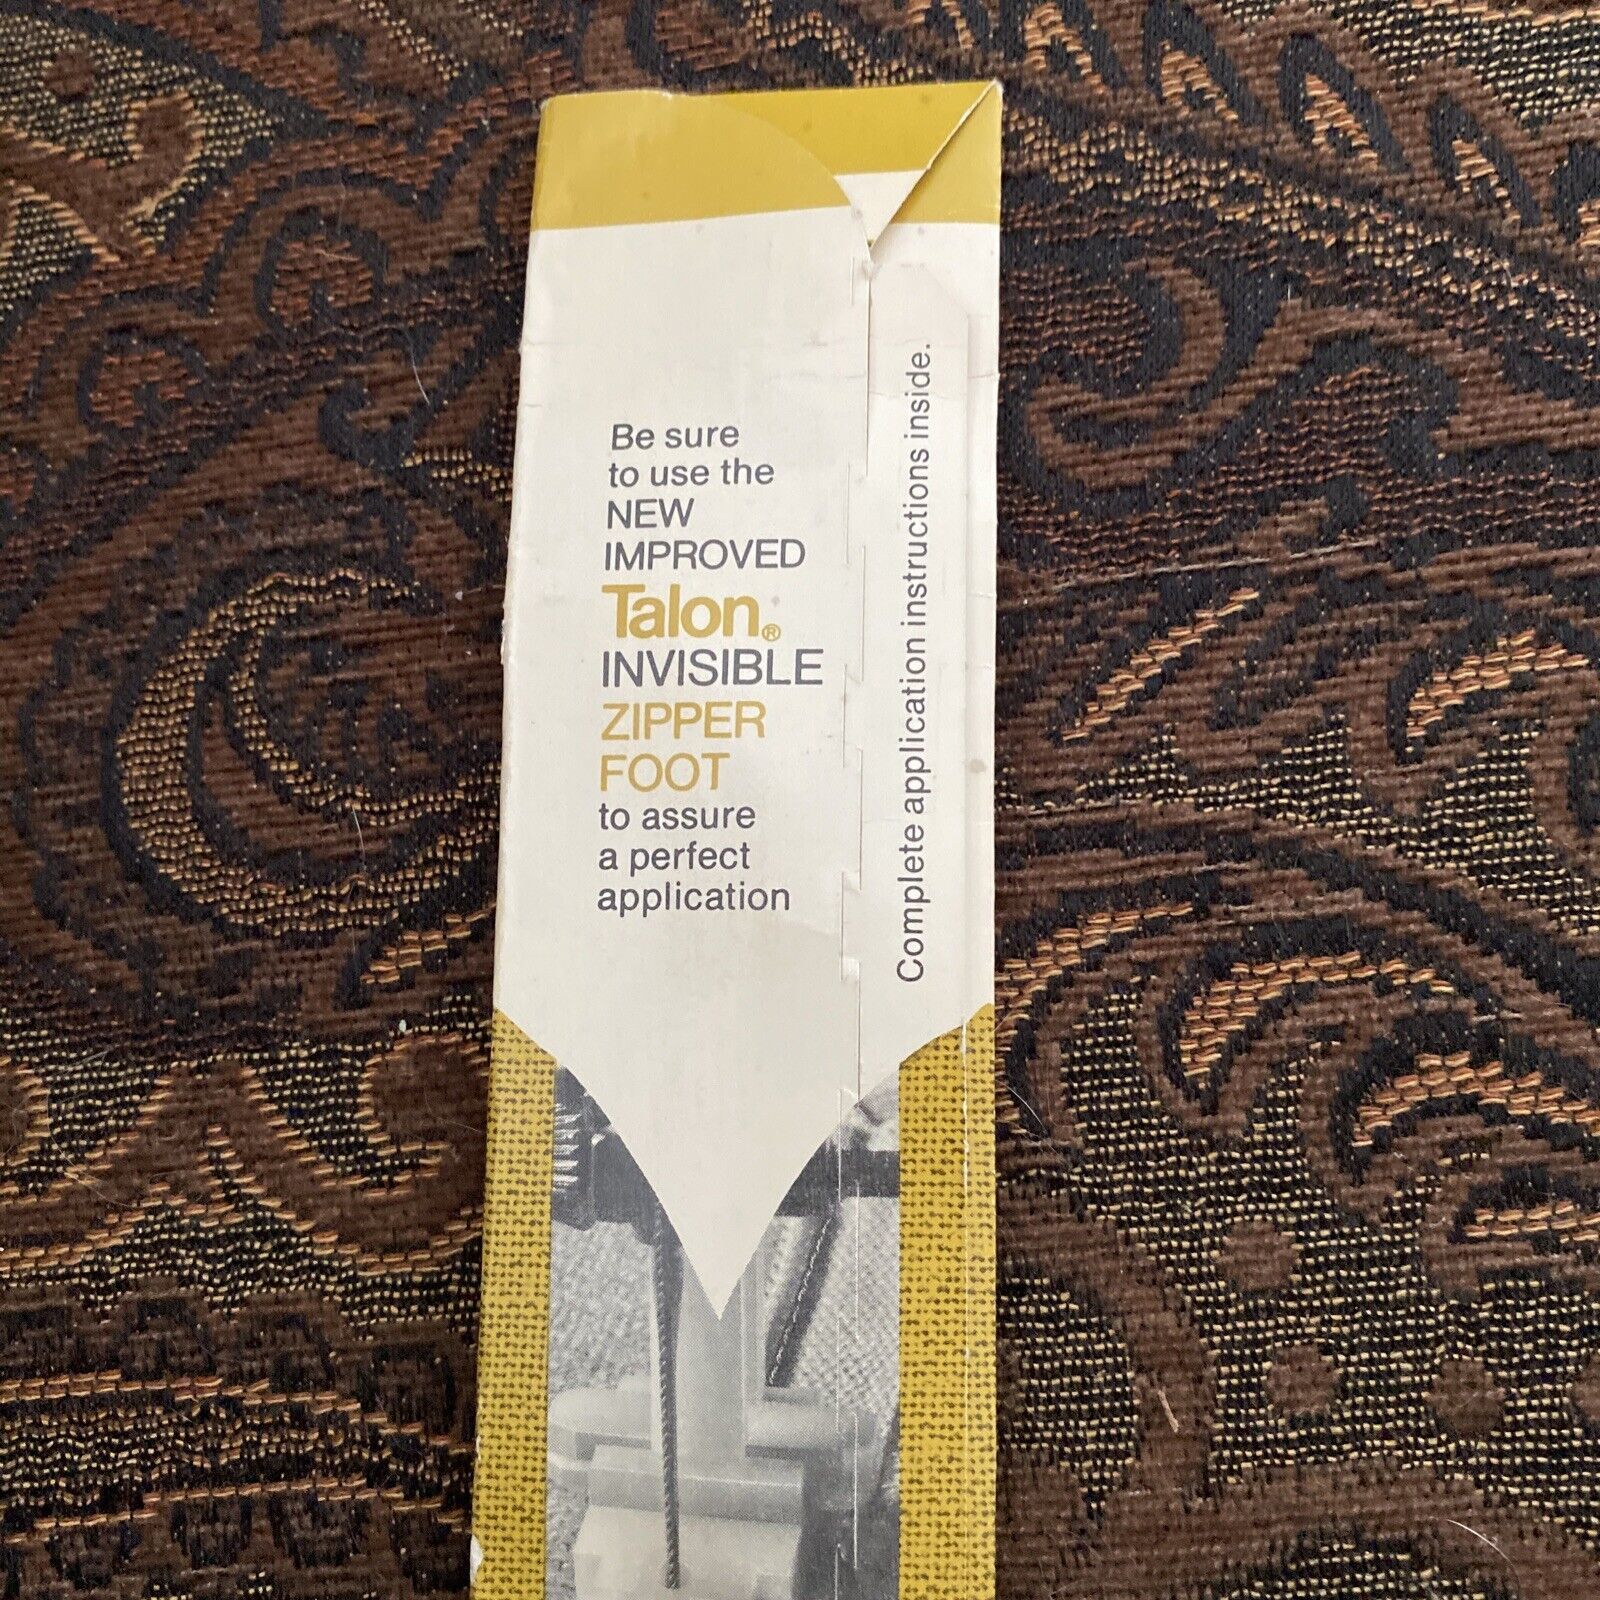 Be sure
to use the
NEW
IMPROVED
Talon®
INVISIBLE
ZIPPER
FOOT
to assure
a perfect
application
Complete application instructions inside.